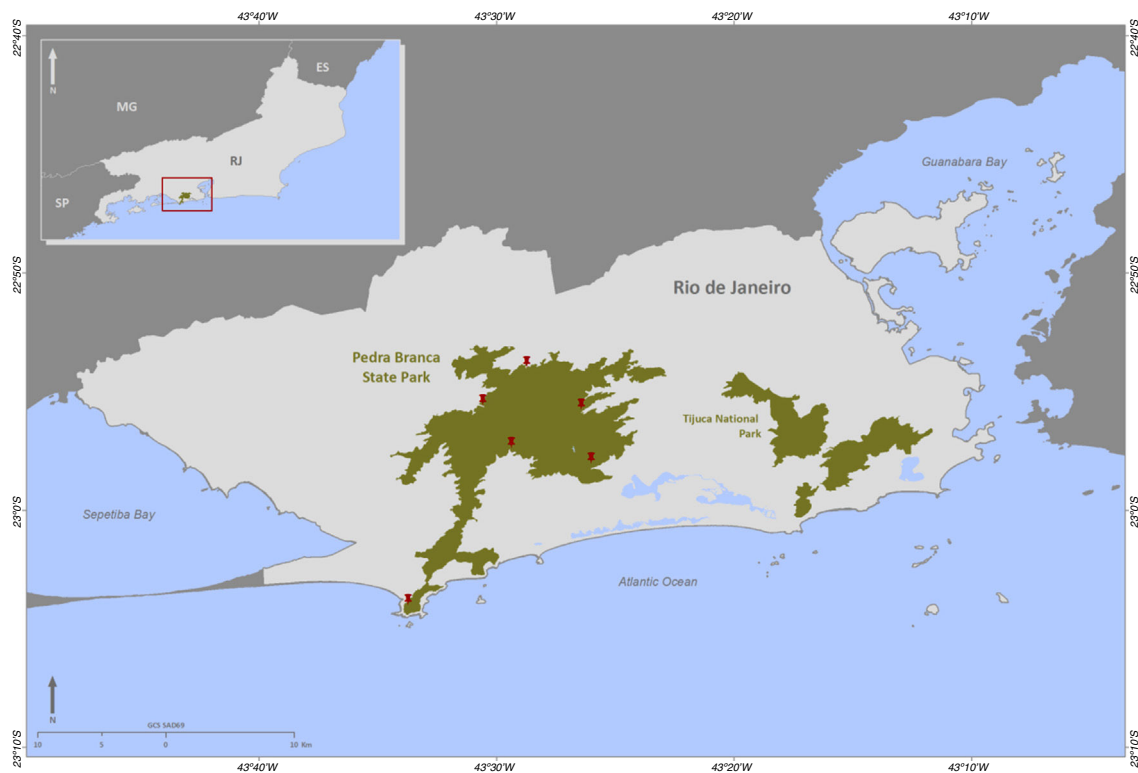 43°40'W 43°30'W 43°20'W 43°10'W
22°40'S 22°40'S
ES
N
MG
RJ
SP
Guanabara Bay
22°50'S 22°50'S
Rio de Janeiro
Pedra Branca
State Park
Tijuca National
Park
23°0'S 23°0'S
Sepetiba Bay
Atlantic Ocean
N
GCS SAD69
10 5 0 10 Km
23°10'S 23°10'S
43°40'W 43°30'W 43°20'W 43°10'W